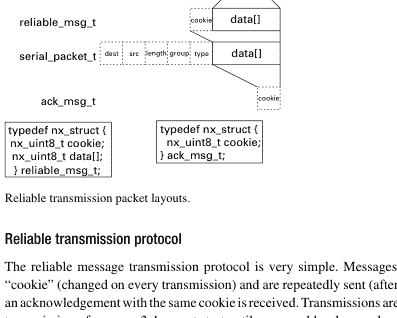 reliable_msg_t cookie data[]
serial_packet_t dest src length group type data[]
ack_msg_t cookie
typedef nx_struct {
nx_uint8_t cookie;
nx_uint8_t data[];
} reliable_msg_t;
typedef nx_struct {
nx_uint8_t cookie;
} ack_msg_t;
Reliable transmission packet layouts.
Reliable transmission protocol
The reliable message transmission protocol is very simple. Messages
“cookie” (changed on every transmission) and are repeatedly sent (after
an acknowledgement with the same cookie is received. Transmissions are